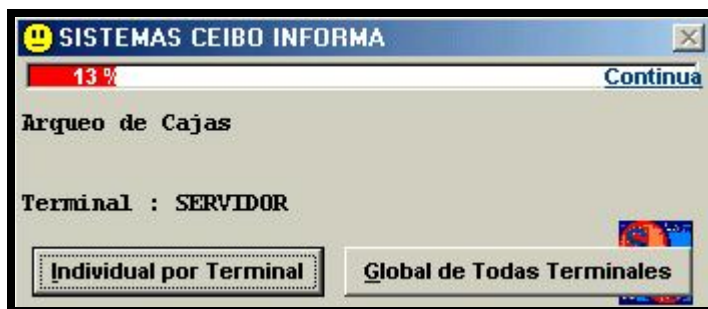 SISTEMAS CEIBO INFORMA
13 % Continua
Arqueo de Cajas
Terminal : SERVIDOR
Individual por Terminal Global de Todas Terminales